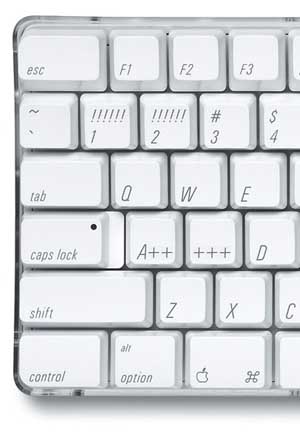 esc F1 F2 F3
~ !!!!!! !!!!!! # $
` 1 2 3 4
tab Q W E
caps lock A++ +++ D
shift Z X C
alt
control option ⌘